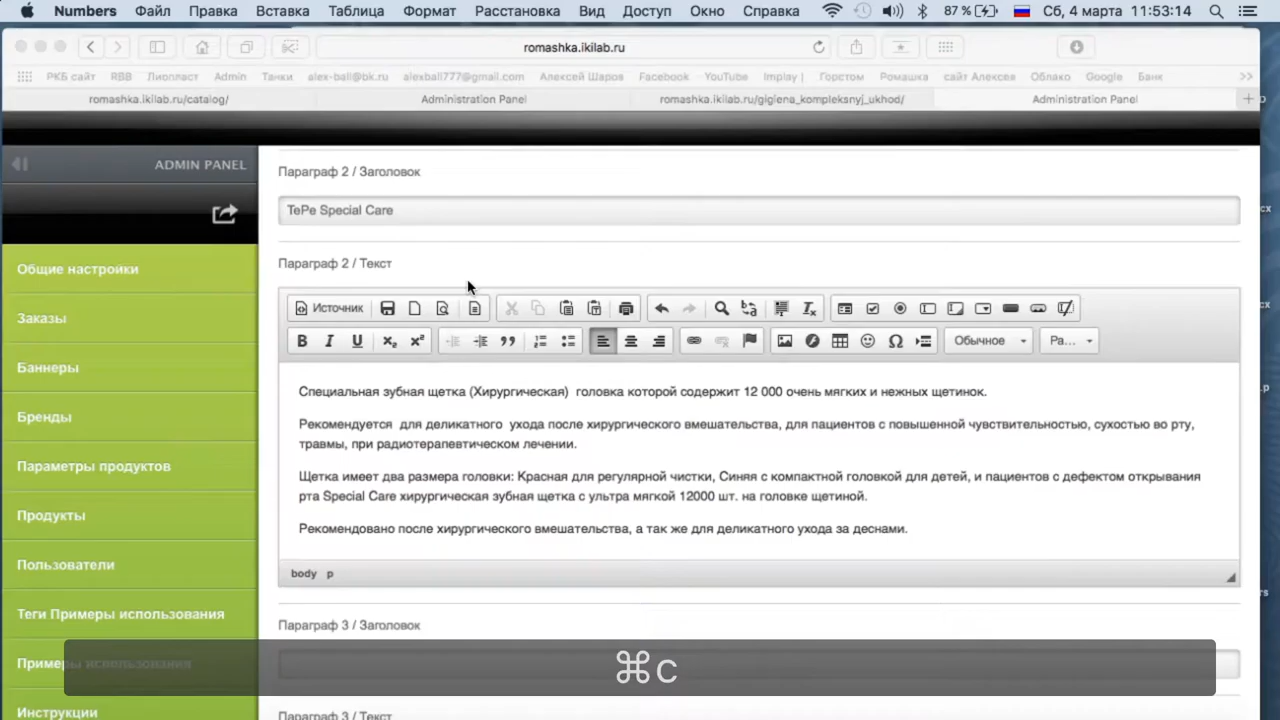 Numbers Файл Правка Вставка Таблица Формат Расстановка Вид Доступ Окно Справка 87 % Сб, 4 марта 11:53:14
romashka.ikilab.ru
РКБ сайт RBB Лиопласт Admin Танки alex-ball@bk.ru alexball777@gmail.com Алексей Шаров Facebook YouTube Implay | Горстом Ромашка сайт Алексея Облако Google Банк >>
romashka.ikilab.ru/catalog/ Administration Panel romashka.ikilab.ru/gigiena_kompleksnyj_ukhod/ Administration Panel +
ADMIN PANEL
Общие настройки
Заказы
Баннеры
Бренды
Параметры продуктов
Продукты
Пользователи
Теги Примеры использования
Примеры использования
Инструкции
Параграф 2 / Заголовок
TePe Special Care
Параграф 2 / Текст
Источник
B I U X₂ X² Ω Обычное Ра...
Специальная зубная щетка (Хирургическая) головка которой содержит 12 000 очень мягких и нежных щетинок.
Рекомендуется для деликатного ухода после хирургического вмешательства, для пациентов с повышенной чувствительностью, сухостью во рту,
травмы, при радиотерапевтическом лечении.
Щетка имеет два размера головки: Красная для регулярной чистки, Синяя с компактной головкой для детей, и пациентов с дефектом открывания
рта Special Care хирургическая зубная щетка с ультра мягкой 12000 шт. на головке щетиной.
Рекомендовано после хирургического вмешательства, а так же для деликатного ухода за деснами.
body p
Параграф 3 / Заголовок
⌘C
Параграф 3 / Текст